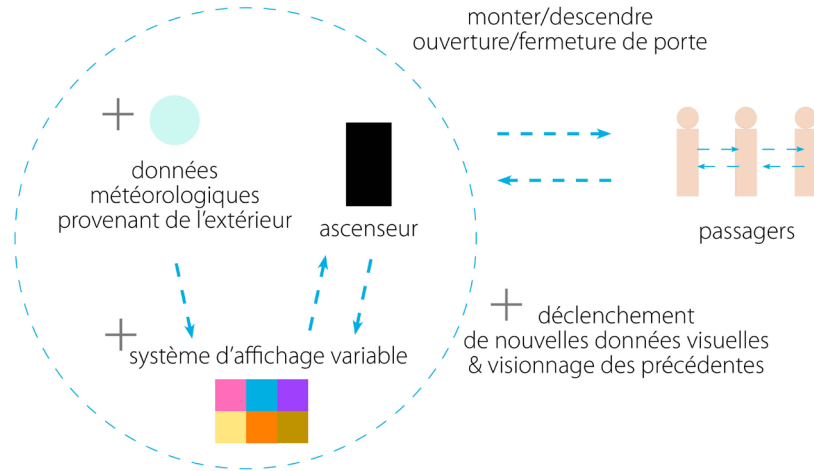 monter/descendre
ouverture/fermeture de porte
données
météorologiques
provenant de l'extérieur
ascenseur
passagers
système d'affichage variable
déclenchement
de nouvelles données visuelles
& visionnage des précédentes